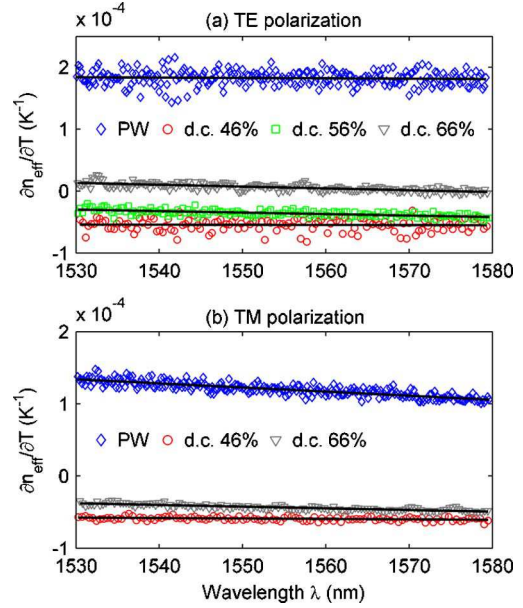 x 10⁻⁴
(a) TE polarization
2
1
0
-1
∂n_eff/∂T (K⁻¹)
PW d.c. 46% d.c. 56% d.c. 66%
1530 1540 1550 1560 1570 1580
x 10⁻⁴
(b) TM polarization
2
1
0
-1
∂n_eff/∂T (K⁻¹)
PW d.c. 46% d.c. 66%
1530 1540 1550 1560 1570 1580
Wavelength λ (nm)